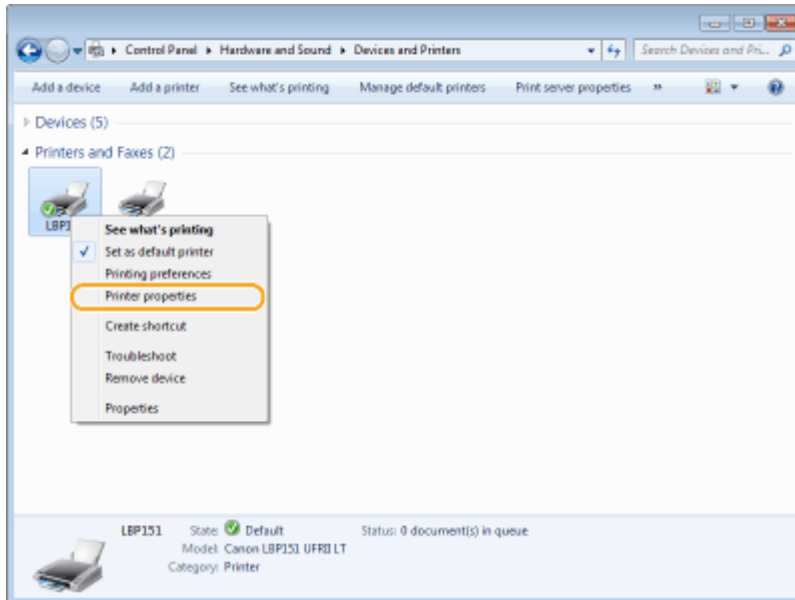 Control Panel ▸ Hardware and Sound ▸ Devices and Printers
Search Devices and Pri...
Add a device Add a printer See what's printing Manage default printers Print server properties »
Devices (5)
Printers and Faxes (2)
LBP1
See what's printing
Set as default printer
Printing preferences
Printer properties
Create shortcut
Troubleshoot
Remove device
Properties
LBP151 State: Default Status: 0 document(s) in queue
Model: Canon LBP151 UFRII LT
Category: Printer